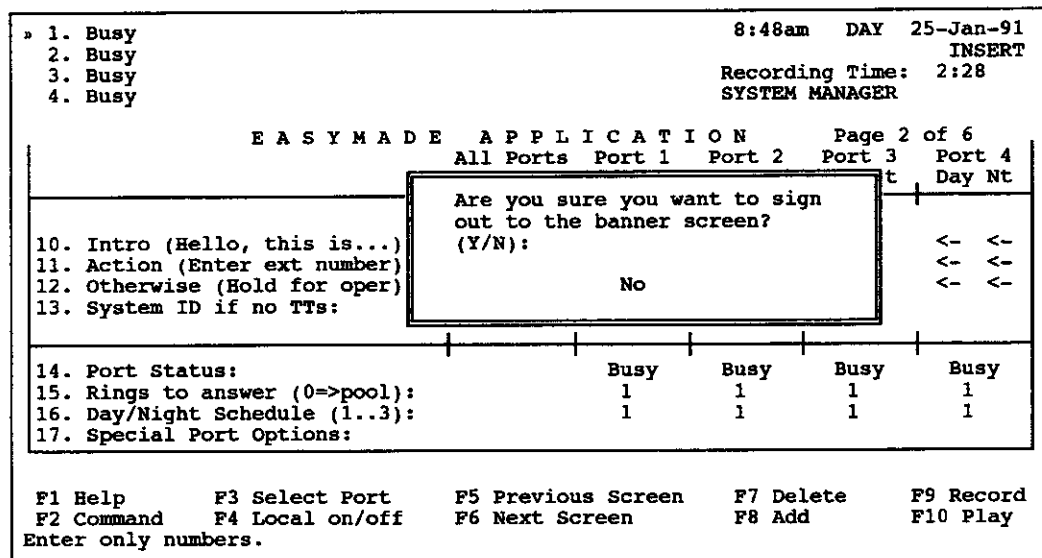 » 1. Busy 8:48am DAY 25-Jan-91
2. Busy INSERT
3. Busy Recording Time: 2:28
4. Busy SYSTEM MANAGER
E A S Y M A D E A P P L I C A T I O N Page 2 of 6
All Ports Port 1 Port 2 Port 3 Port 4
t Day Nt
Are you sure you want to sign
out to the banner screen?
(Y/N):
No
10. Intro (Hello, this is...) <- <-
11. Action (Enter ext number) <- <-
12. Otherwise (Hold for oper) <- <-
13. System ID if no TTs:
14. Port Status: Busy Busy Busy Busy
15. Rings to answer (0=>pool): 1 1 1 1
16. Day/Night Schedule (1..3): 1 1 1 1
17. Special Port Options:
F1 Help F3 Select Port F5 Previous Screen F7 Delete F9 Record
F2 Command F4 Local on/off F6 Next Screen F8 Add F10 Play
Enter only numbers.